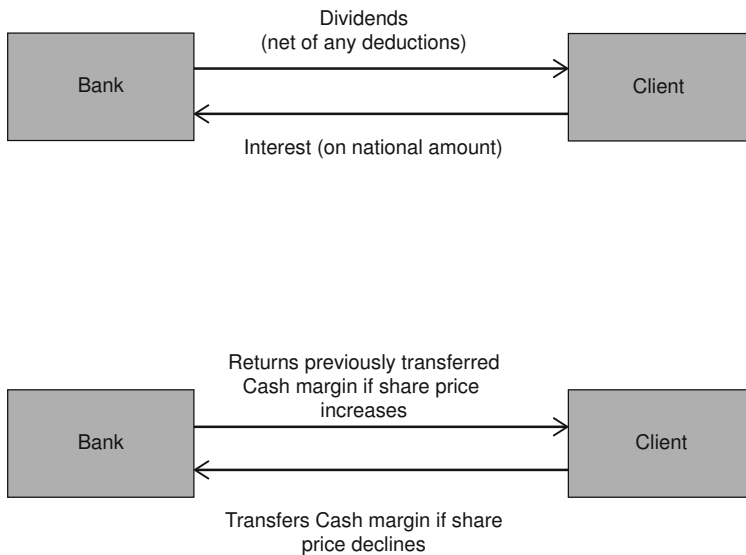 Dividends
(net of any deductions)
Bank
Client
Interest (on national amount)
Returns previously transferred
Cash margin if share price
increases
Bank
Client
Transfers Cash margin if share
price declines